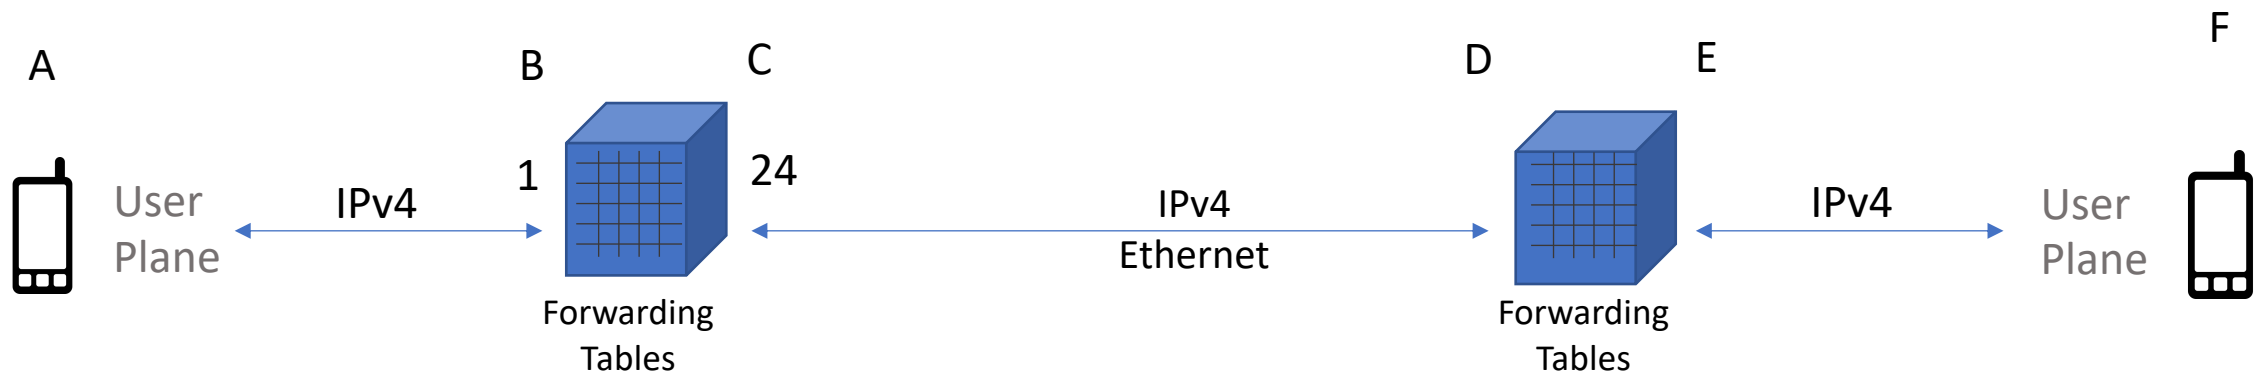 A
B
C
D
E
F
1
24
User
Plane
IPv4
IPv4
Ethernet
IPv4
User
Plane
Forwarding
Tables
Forwarding
Tables